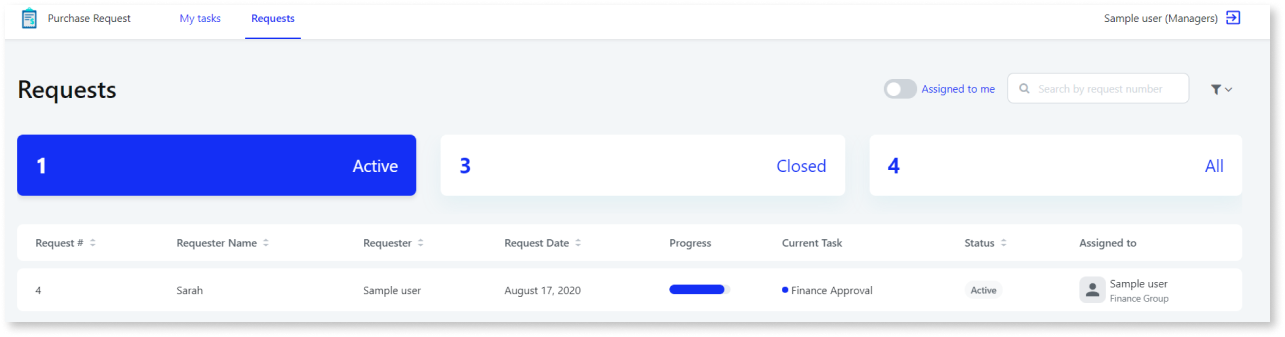 Purchase Request My tasks Requests Sample user (Managers)
Requests Assigned to me Search by request number
1 Active 3 Closed 4 All
Request # Requester Name Requester Request Date Progress Current Task Status Assigned to
4 Sarah Sample user August 17, 2020 Finance Approval Active Sample user
Finance Group